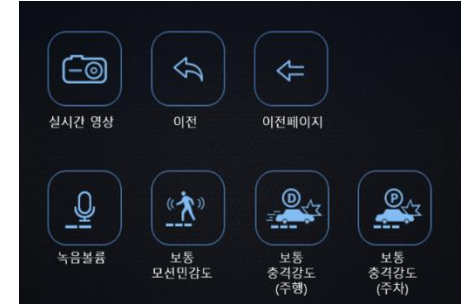 실시간 영상
이전
이전페이지
녹음볼륨
보통
모션민감도
D
보통
충격강도
(주행)
P
보통
충격강도
(주차)